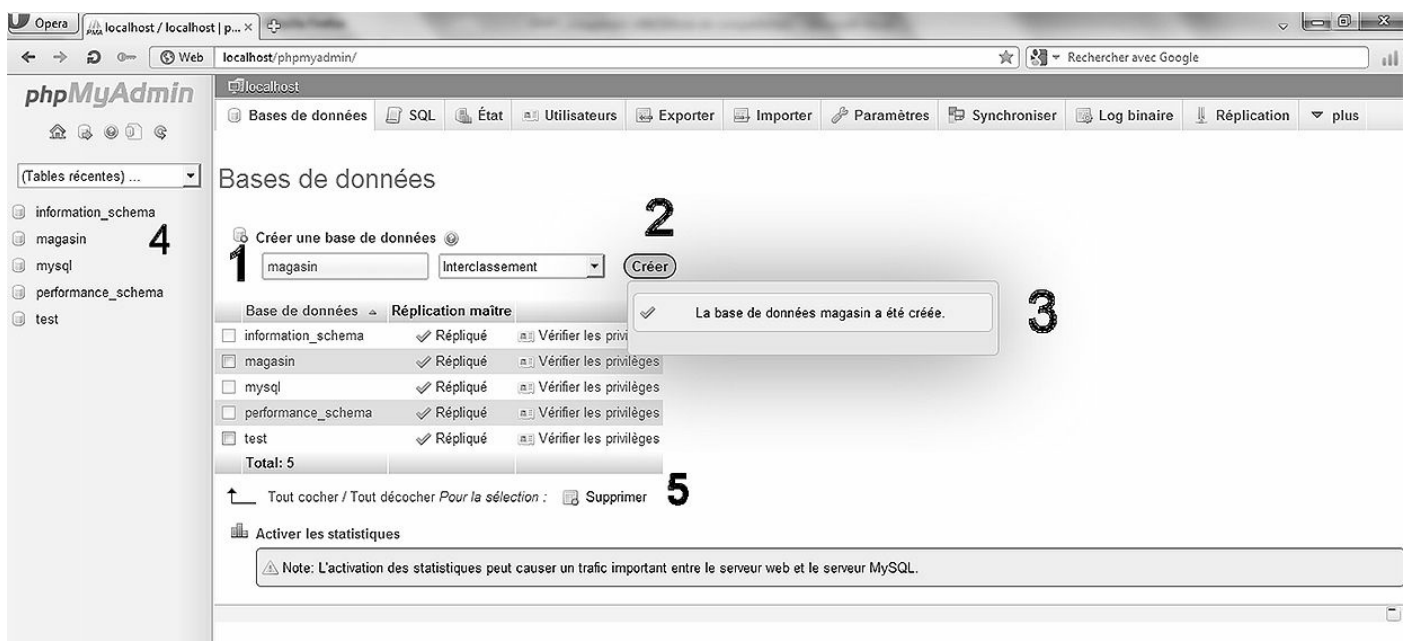 Opera
localhost / localhost | p... ×
Web
localhost/phpmyadmin/
Rechercher avec Google
phpMyAdmin
localhost
Bases de données SQL État Utilisateurs Exporter Importer Paramètres Synchroniser Log binaire Réplication plus
(Tables récentes) ...
information_schema
magasin
mysql
performance_schema
test
4
Bases de données
2
Créer une base de données
1
magasin Interclassement Créer
La base de données magasin a été créée.
3
Base de données Réplication maître
information_schema Répliqué Vérifier les privi
magasin Répliqué Vérifier les privilèges
mysql Répliqué Vérifier les privilèges
performance_schema Répliqué Vérifier les privilèges
test Répliqué Vérifier les privilèges
Total: 5
Tout cocher / Tout décocher Pour la sélection : Supprimer 5
Activer les statistiques
Note: L'activation des statistiques peut causer un trafic important entre le serveur web et le serveur MySQL.